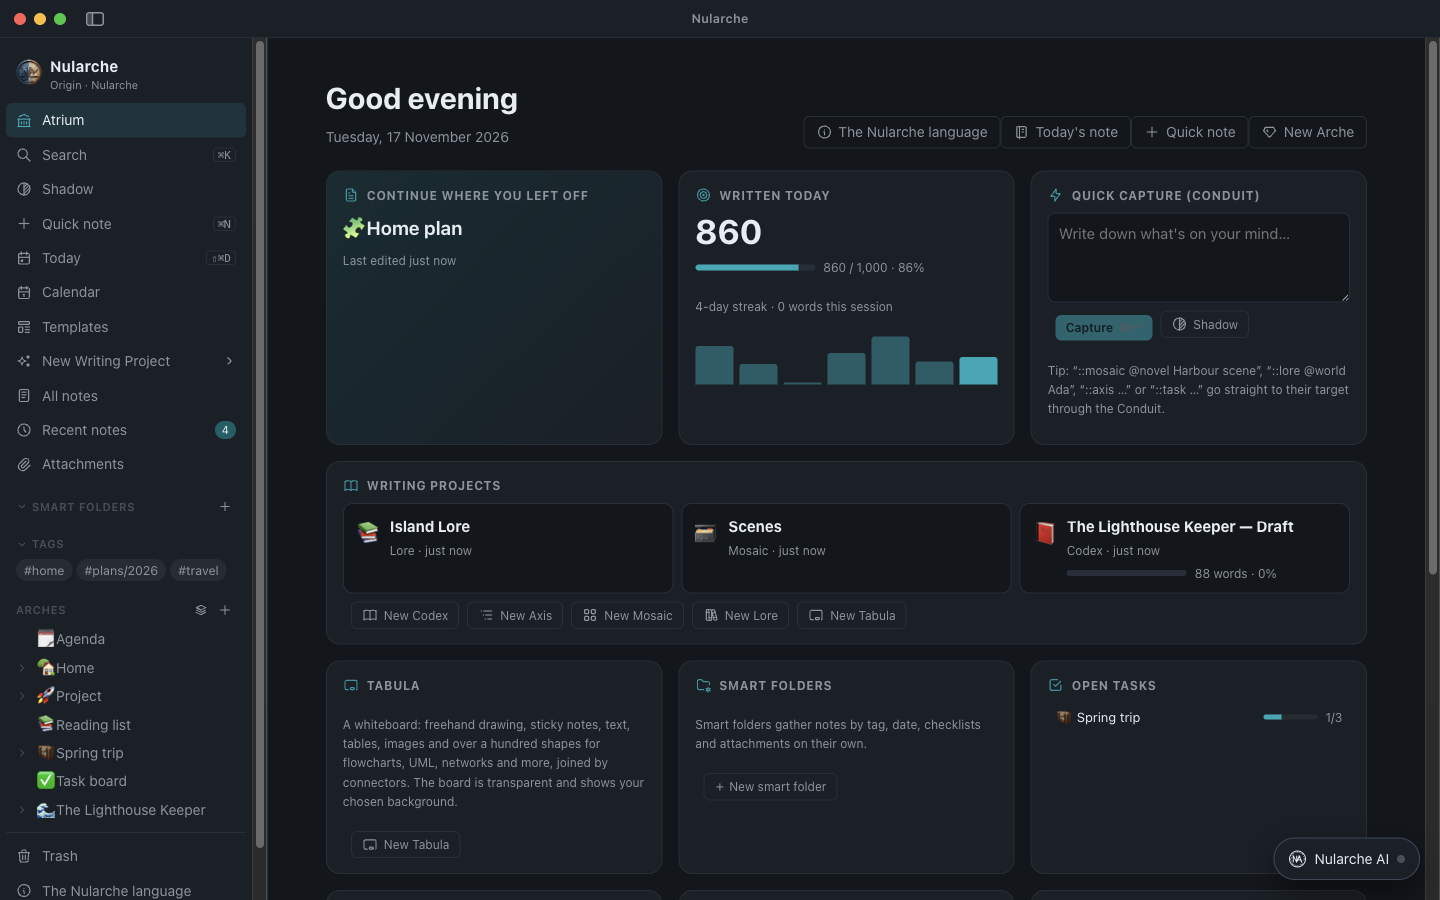 Nularche
Nularche
Origin · Nularche
Atrium
Search ⌘K
Shadow
Quick note ⌘N
Today ⇧⌘D
Calendar
Templates
New Writing Project
All notes
Recent notes 4
Attachments
SMART FOLDERS
TAGS
#home #plans/2026 #travel
ARCHES
Agenda
Home
Project
Reading list
Spring trip
Task board
The Lighthouse Keeper
Trash
The Nularche language
Good evening
Tuesday, 17 November 2026
The Nularche language Today's note Quick note New Arche
CONTINUE WHERE YOU LEFT OFF
Home plan
Last edited just now
WRITTEN TODAY
860
860 / 1,000 · 86%
4-day streak · 0 words this session
QUICK CAPTURE (CONDUIT)
Write down what's on your mind...
Capture Shadow
Tip: “::mosaic @novel Harbour scene”, “::lore @world
Ada”, “::axis ...” or “::task ...” go straight to their target
through the Conduit.
WRITING PROJECTS
Island Lore
Lore · just now
Scenes
Mosaic · just now
The Lighthouse Keeper — Draft
Codex · just now
88 words · 0%
New Codex New Axis New Mosaic New Lore New Tabula
TABULA
A whiteboard: freehand drawing, sticky notes, text,
tables, images and over a hundred shapes for
flowcharts, UML, networks and more, joined by
connectors. The board is transparent and shows your
chosen background.
New Tabula
SMART FOLDERS
Smart folders gather notes by tag, date, checklists
and attachments on their own.
+ New smart folder
OPEN TASKS
Spring trip 1/3
Nularche AI